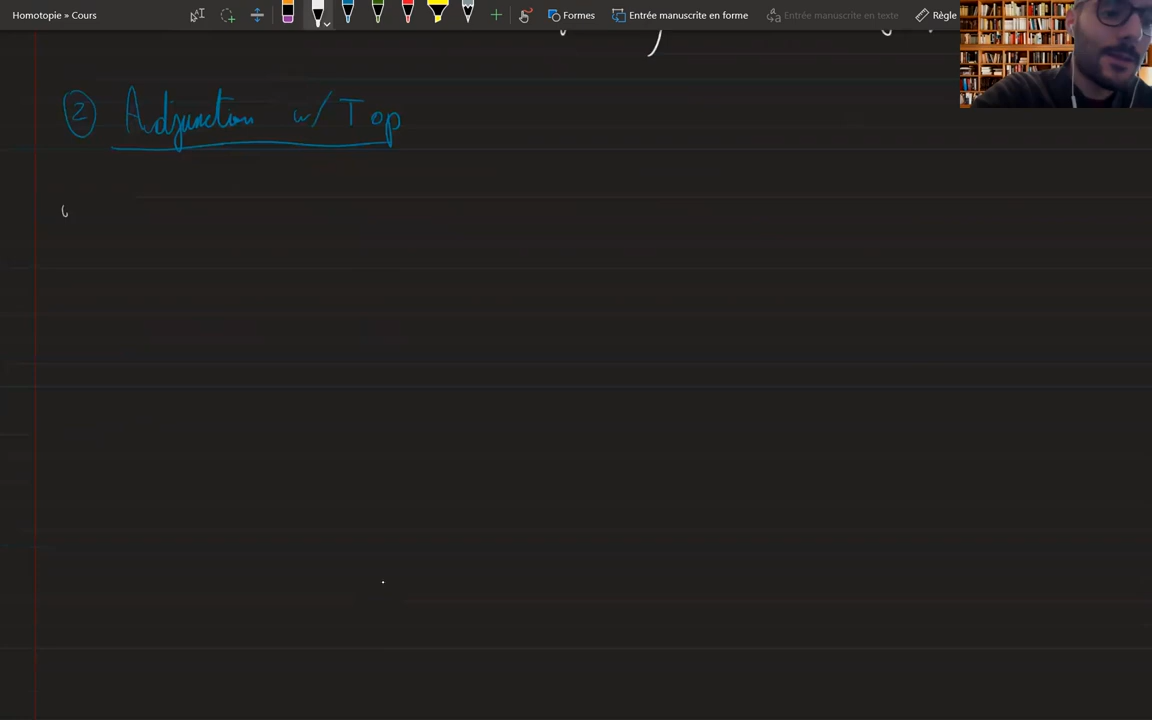 Homotopie » Cours
Formes
Entrée manuscrite en forme
Entrée manuscrite en texte
Règle
② Adjunction w/ Top